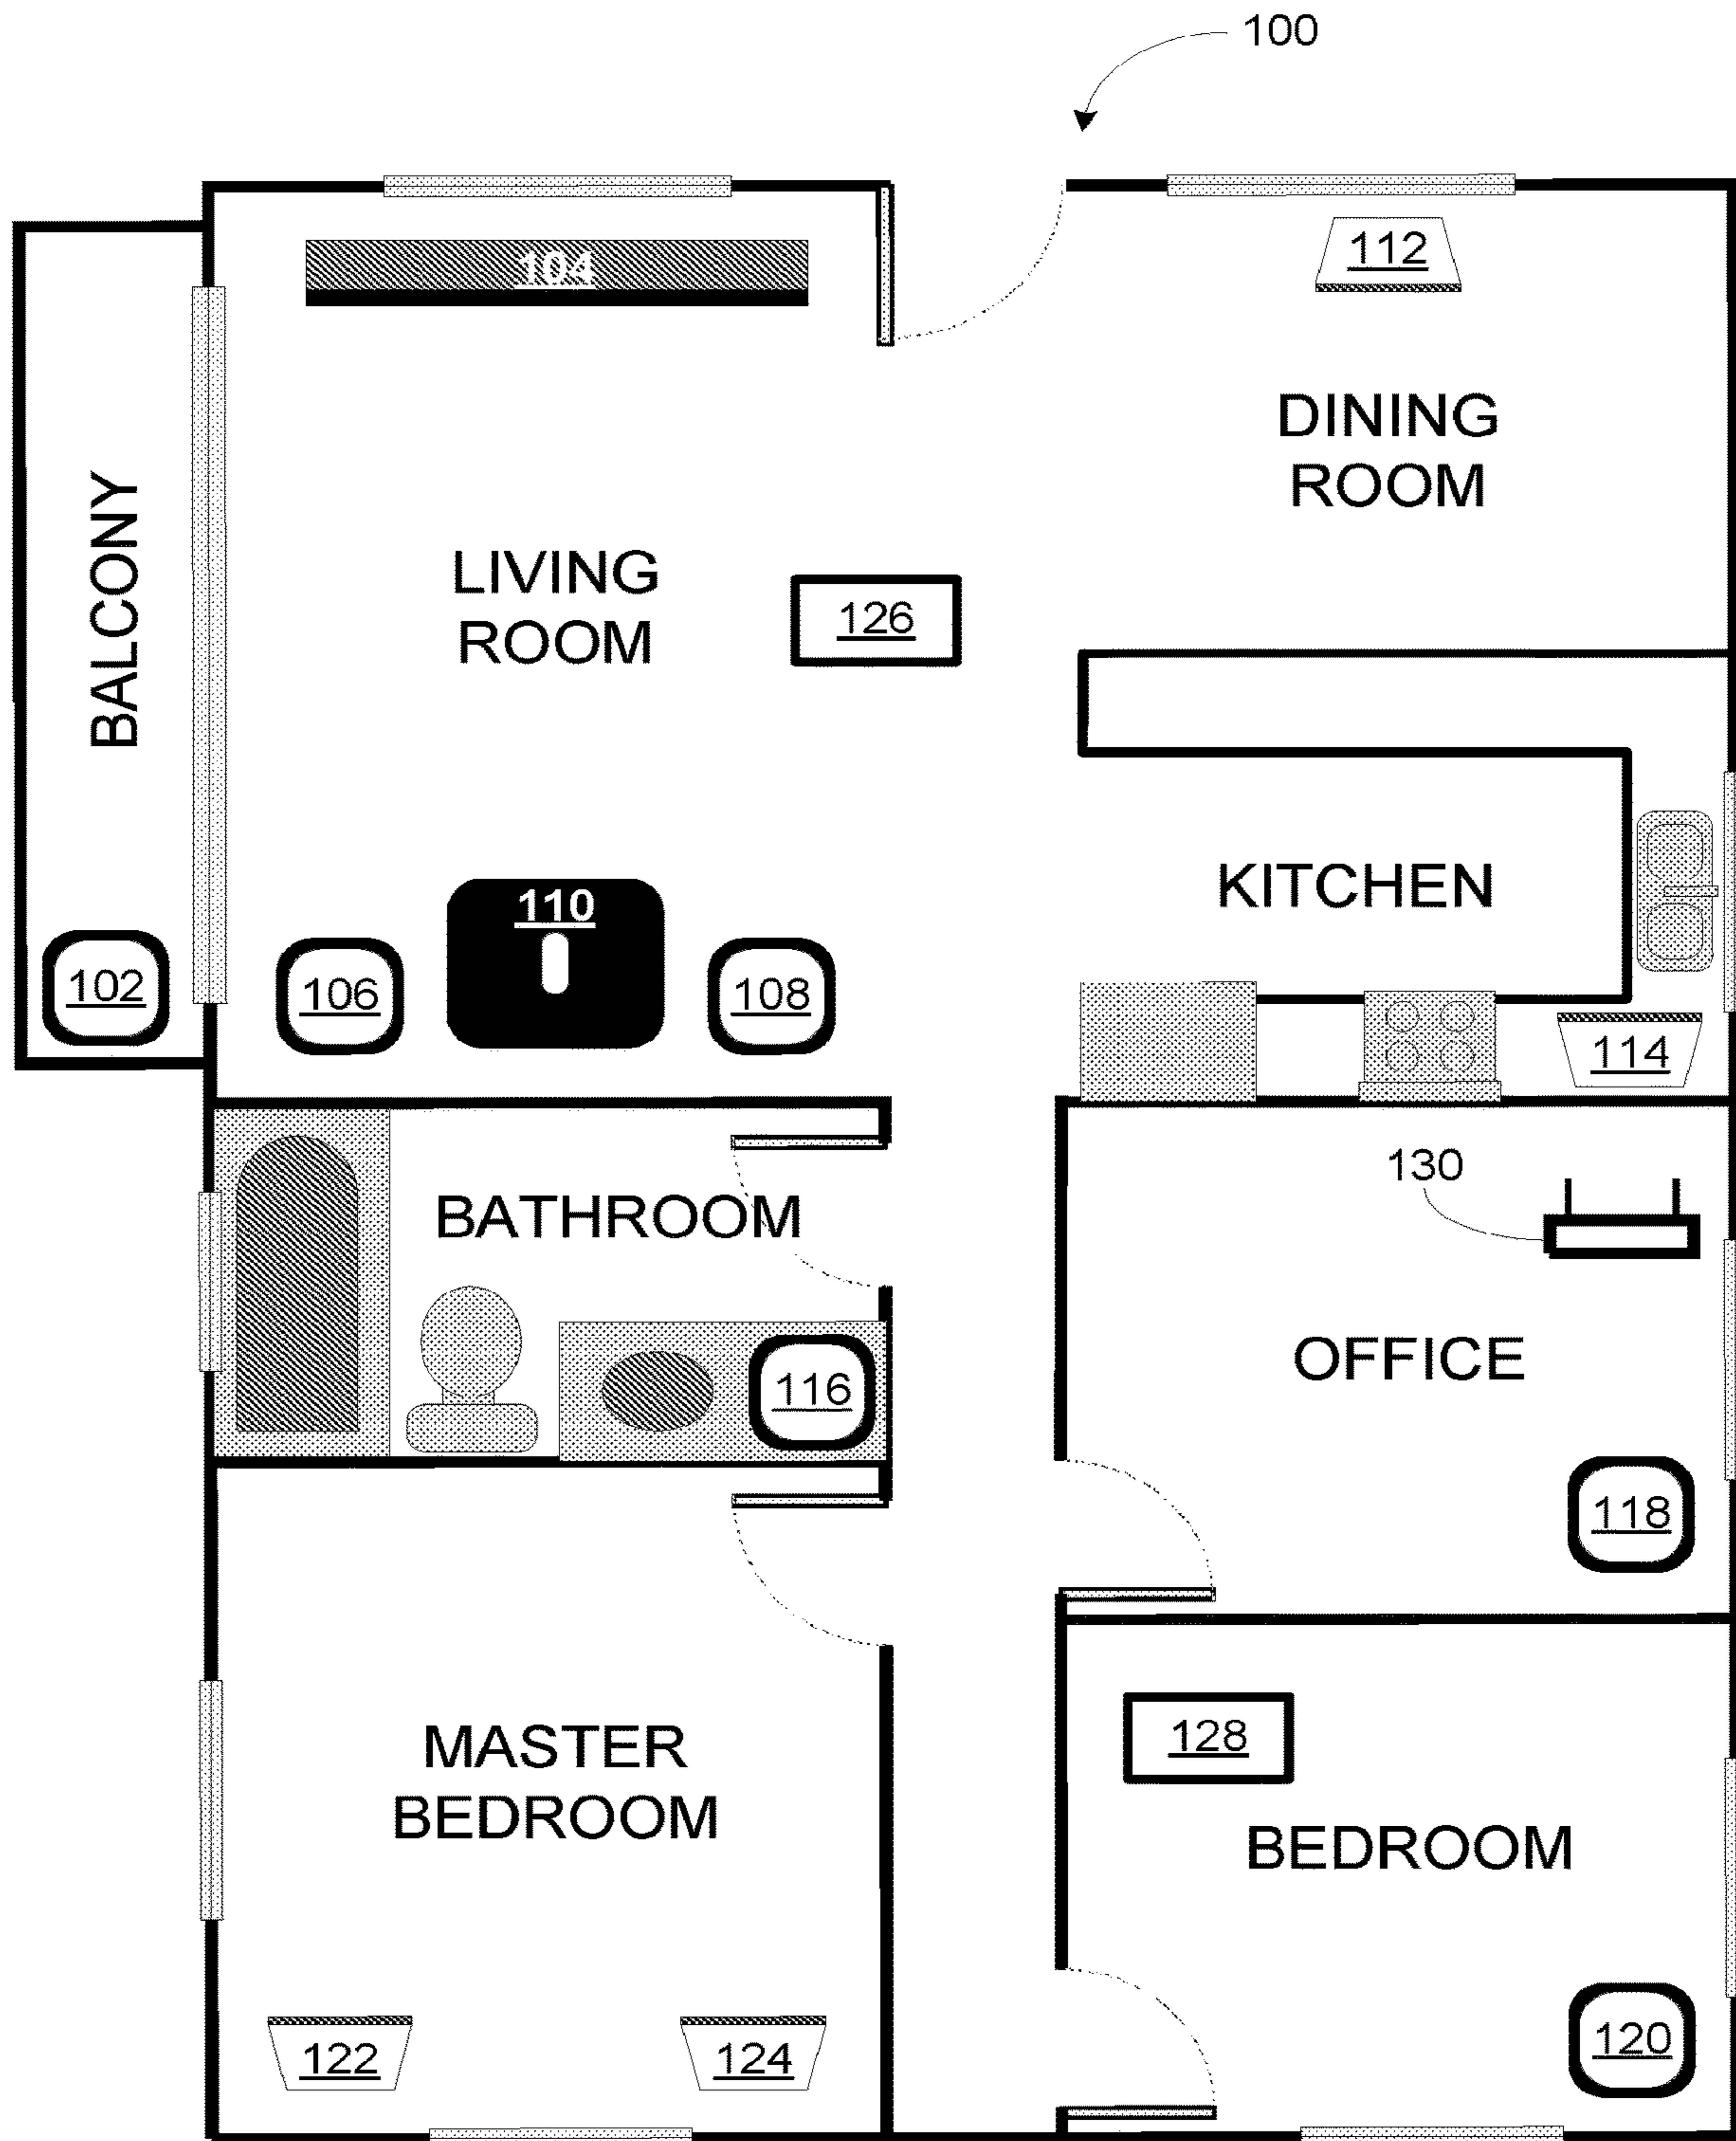 100
104
112
DINING
ROOM
BALCONY
LIVING
ROOM
126
KITCHEN
110
102
106
108
114
130
BATHROOM
OFFICE
116
118
128
MASTER
BEDROOM
BEDROOM
122
124
120